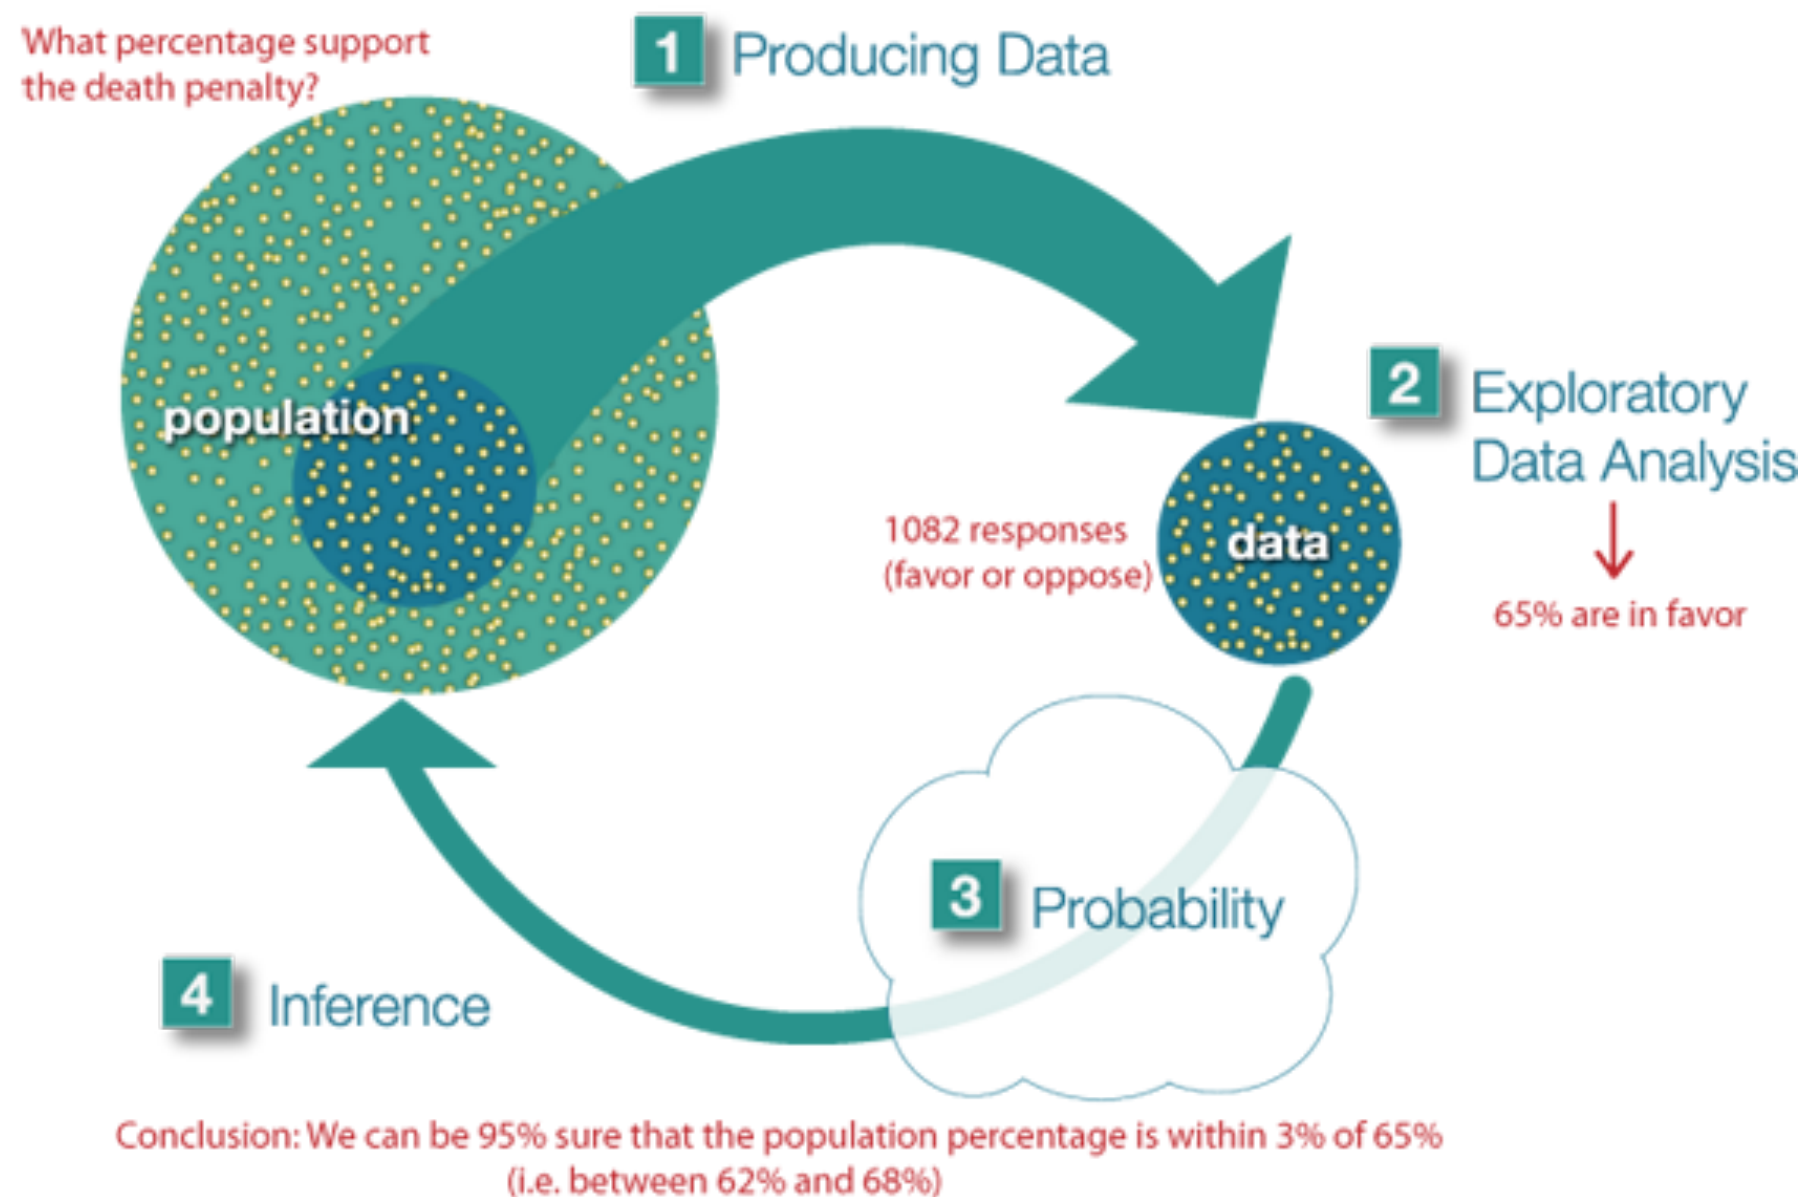 What percentage support
the death penalty?
1 Producing Data
population
2 Exploratory
Data Analysis
1082 responses
(favor or oppose)
data
65% are in favor
3 Probability
4 Inference
Conclusion: We can be 95% sure that the population percentage is within 3% of 65%
(i.e. between 62% and 68%)